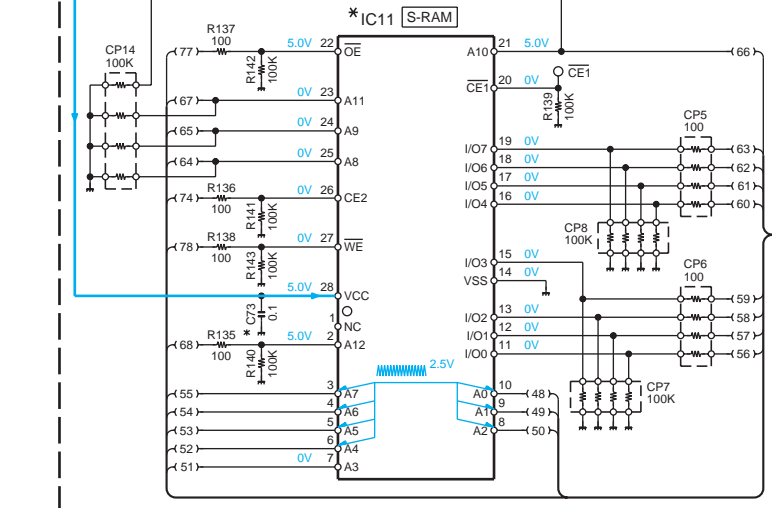 *IC11 S-RAM
R137
100
77
5.0V 22 OE
R142
100K
CP14
100K
67
0V 23 A11
65
0V 24 A9
64
0V 25 A8
R136
100
74
0V 26 CE2
R141
100K
R138
100
78
0V 27 WE
R143
100K
5.0V 28 VCC
* C73
0.1
1 NC
R135
100
68
5.0V 2 A12
R140
100K
55 3 A7
54 4 A6
53 5 A5
52 6 A4
51 0V 7 A3
2.5V
A10 21 5.0V 66
CE1 20 0V
CE1
R139
100K
CP5
100
I/O7 19 0V 63
I/O6 18 0V 62
I/O5 17 0V 61
I/O4 16 0V 60
CP8
100K
I/O3 15 0V
VSS 14 0V
CP6
100
59
I/O2 13 0V 58
I/O1 12 0V 57
I/O0 11 0V 56
CP7
100K
A0 10 48
A1 9 49
A2 8 50